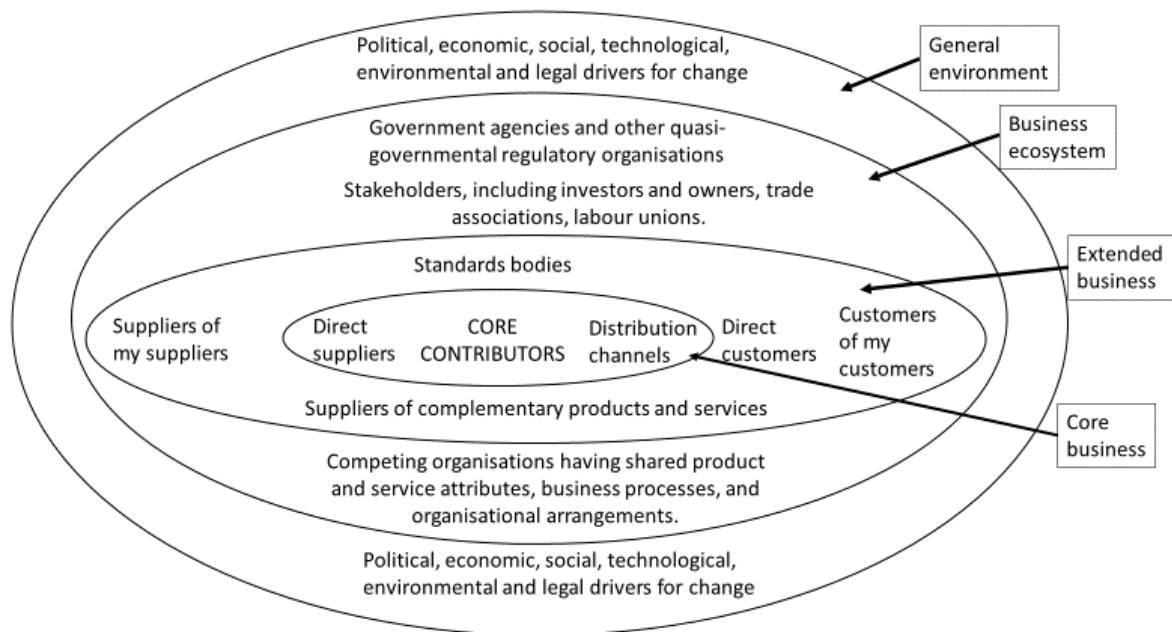 Political, economic, social, technological,
environmental and legal drivers for change
General
environment
Government agencies and other quasi-
governmental regulatory organisations
Business
ecosystem
Stakeholders, including investors and owners, trade
associations, labour unions.
Standards bodies
Extended
business
Suppliers of
my suppliers
Direct
suppliers
CORE
CONTRIBUTORS
Distribution
channels
Direct
customers
Customers
of my
customers
Suppliers of complementary products and services
Core
business
Competing organisations having shared product
and service attributes, business processes, and
organisational arrangements.
Political, economic, social, technological,
environmental and legal drivers for change